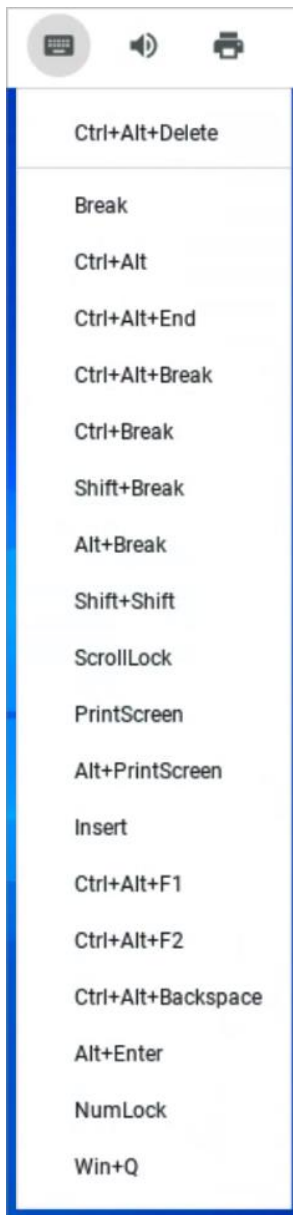 Ctrl+Alt+Delete
Break
Ctrl+Alt
Ctrl+Alt+End
Ctrl+Alt+Break
Ctrl+Break
Shift+Break
Alt+Break
Shift+Shift
ScrollLock
PrintScreen
Alt+PrintScreen
Insert
Ctrl+Alt+F1
Ctrl+Alt+F2
Ctrl+Alt+Backspace
Alt+Enter
NumLock
Win+Q